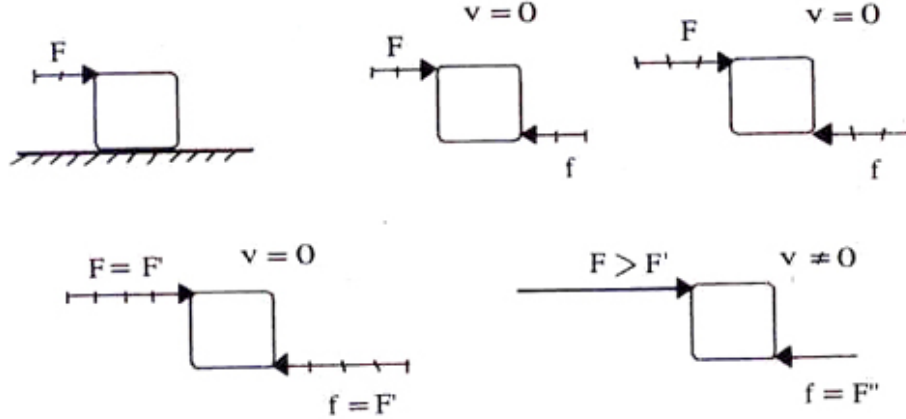 F
F
v = 0
f
F
v = 0
f
F = F'
v = 0
f = F'
F > F'
v ≠ 0
f = F"